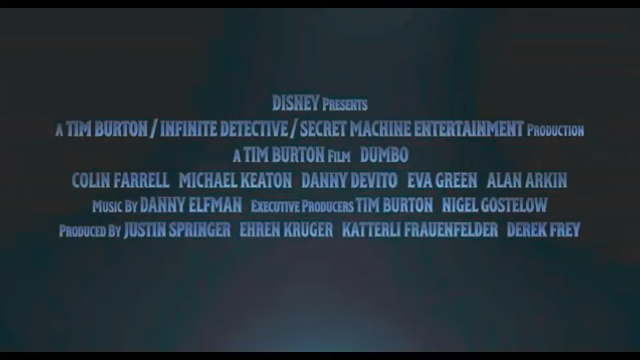 DISNEY PRESENTS
A TIM BURTON / INFINITE DETECTIVE / SECRET MACHINE ENTERTAINMENT PRODUCTION
A TIM BURTON FILM DUMBO
COLIN FARRELL MICHAEL KEATON DANNY DEVITO EVA GREEN ALAN ARKIN
MUSIC BY DANNY ELFMAN EXECUTIVE PRODUCERS TIM BURTON NIGEL GOSTELOW
PRODUCED BY JUSTIN SPRINGER EHREN KRUGER KATTERLI FRAUENFELDER DEREK FREY